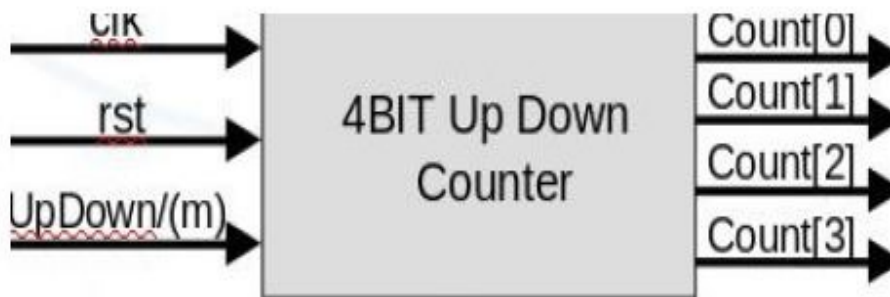 clk
rst
UpDown/(m)
4BIT Up Down
Counter
Count[0]
Count[1]
Count[2]
Count[3]